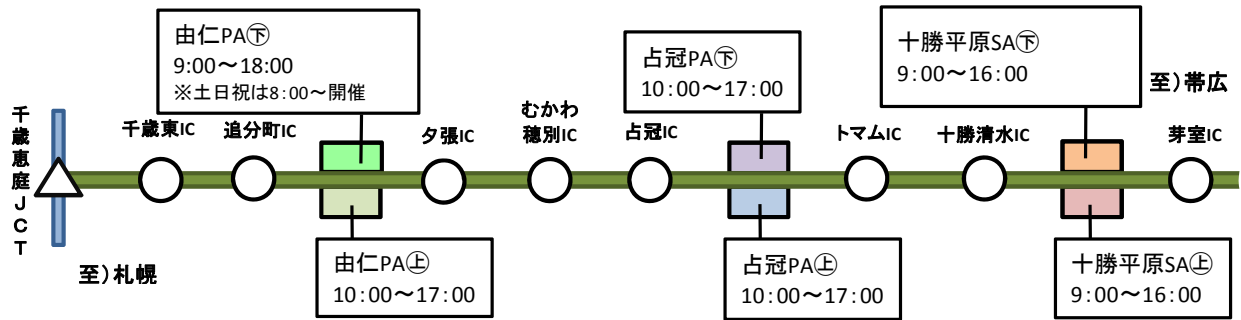 由仁PA㊦
9:00～18:00
※土日祝は8:00～開催
占冠PA㊦
10:00～17:00
十勝平原SA㊦
9:00～16:00
至）帯広
千歳恵庭JCT
千歳東IC
追分町IC
夕張IC
むかわ
穂別IC
占冠IC
トマムIC
十勝清水IC
芽室IC
至）札幌
由仁PA㊤
10:00～17:00
占冠PA㊤
10:00～17:00
十勝平原SA㊤
9:00～16:00